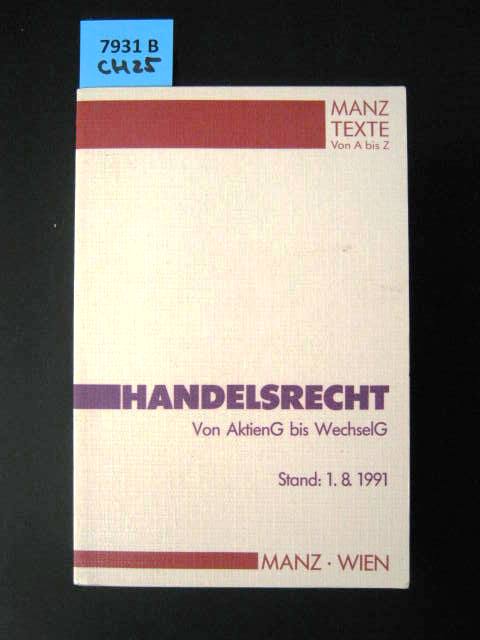 7931 B
CH25
MANZ
TEXTE
Von A bis Z
HANDELSRECHT
Von AktienG bis WechselG
Stand: 1. 8. 1991
MANZ · WIEN